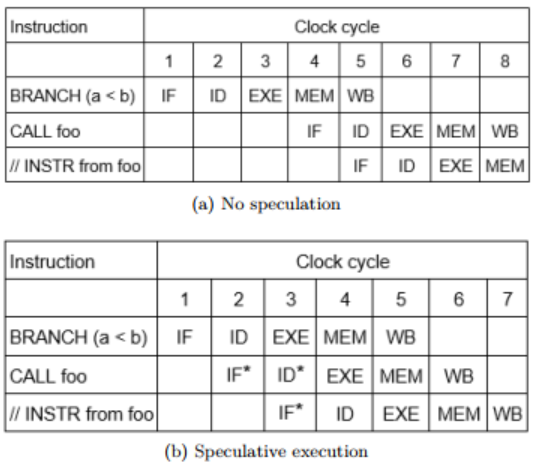 Instruction Clock cycle
1 2 3 4 5 6 7 8
BRANCH (a < b) IF ID EXE MEM WB
CALL foo IF ID EXE MEM WB
// INSTR from foo IF ID EXE MEM
(a) No speculation
Instruction Clock cycle
1 2 3 4 5 6 7
BRANCH (a < b) IF ID EXE MEM WB
CALL foo IF* ID* EXE MEM WB
// INSTR from foo IF* ID EXE MEM WB
(b) Speculative execution